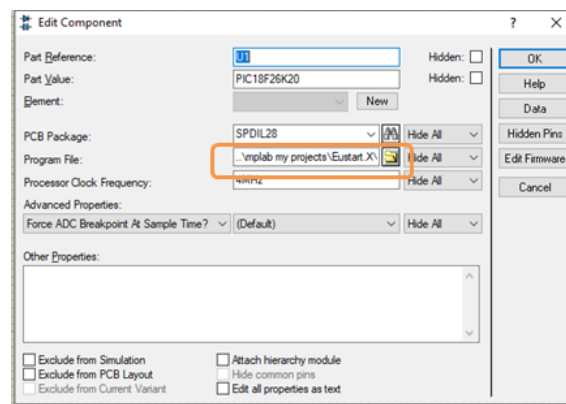 Edit Component ? ×
Part Reference: U1 Hidden: OK
Part Value: PIC18F26K20 Hidden: Help
Element: New Data
PCB Package: SPDIL28 Hide All Hidden Pins
Program File: ..\mplab my projects\Eustart.X\ Hide All Edit Firmware
Processor Clock Frequency: 4MHz Hide All Cancel
Advanced Properties:
Force ADC Breakpoint At Sample Time? (Default) Hide All
Other Properties:
Exclude from Simulation Attach hierarchy module
Exclude from PCB Layout Hide common pins
Exclude from Current Variant Edit all properties as text